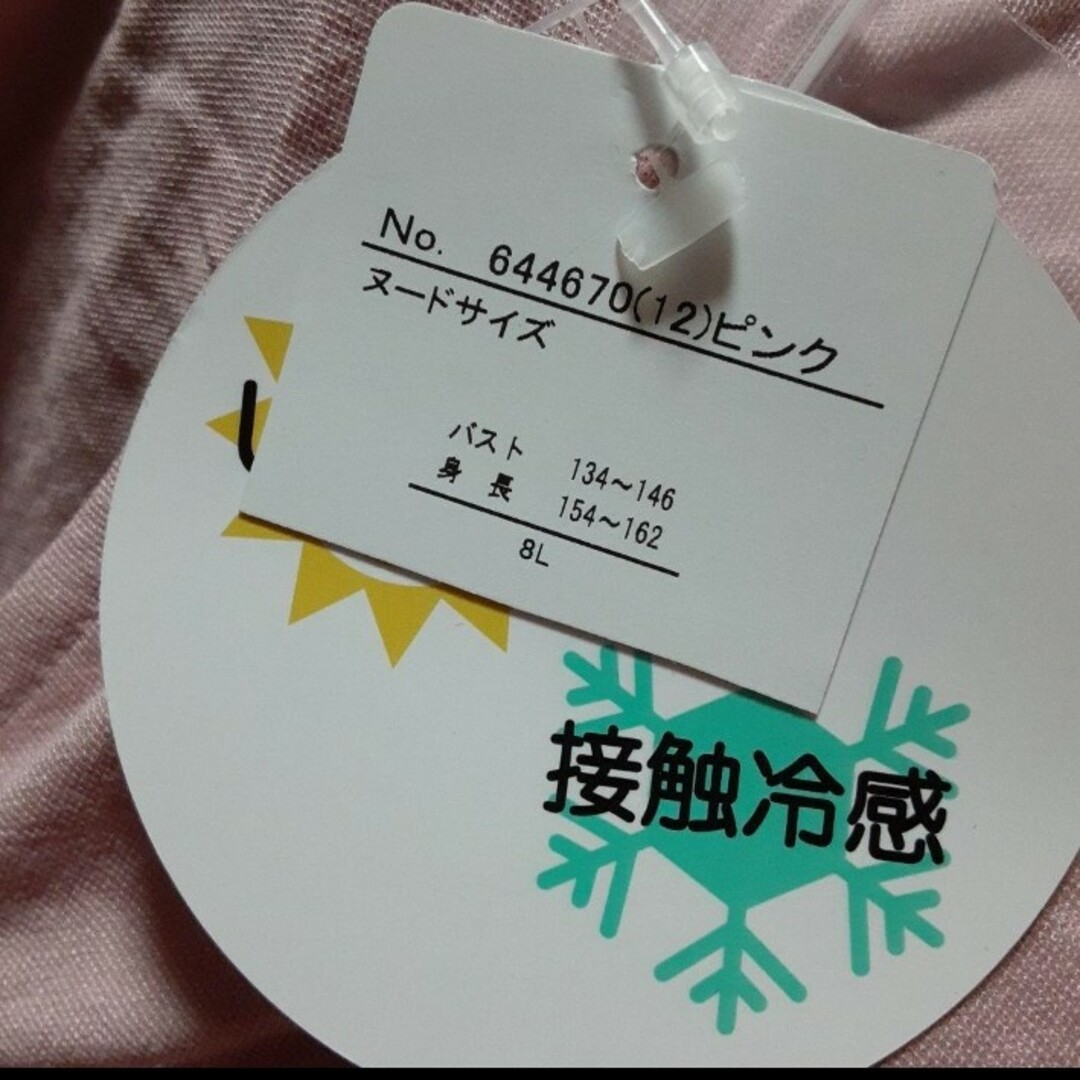 No. 644670(12)ピンク
ヌードサイズ
バスト 134～146
身長 154～162
8L
接触冷感